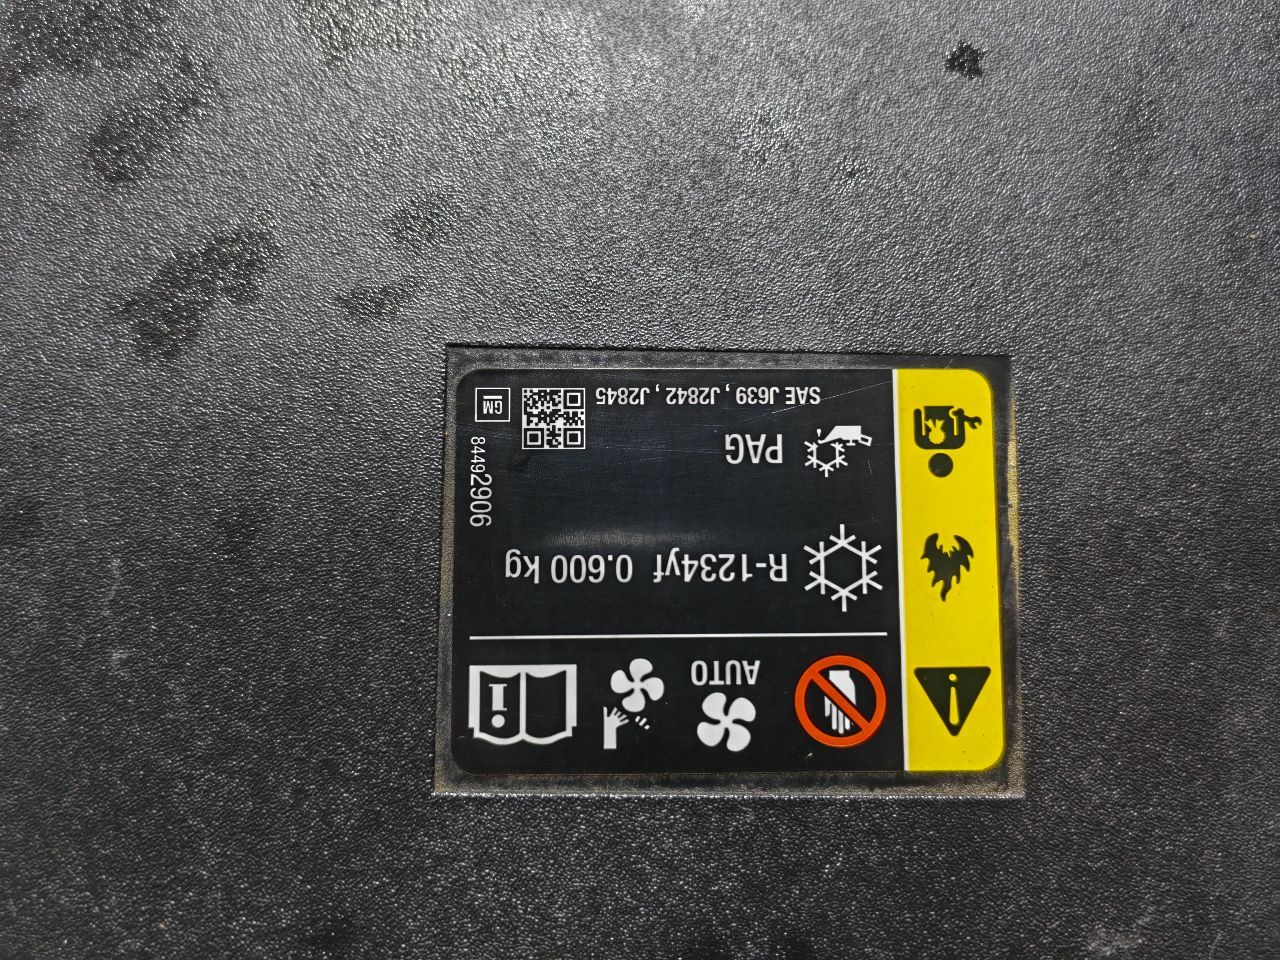 AUTO
R-1234yf 0.600 kg
PAG
SAE J639 , J2842 , J2845
84492906
GM